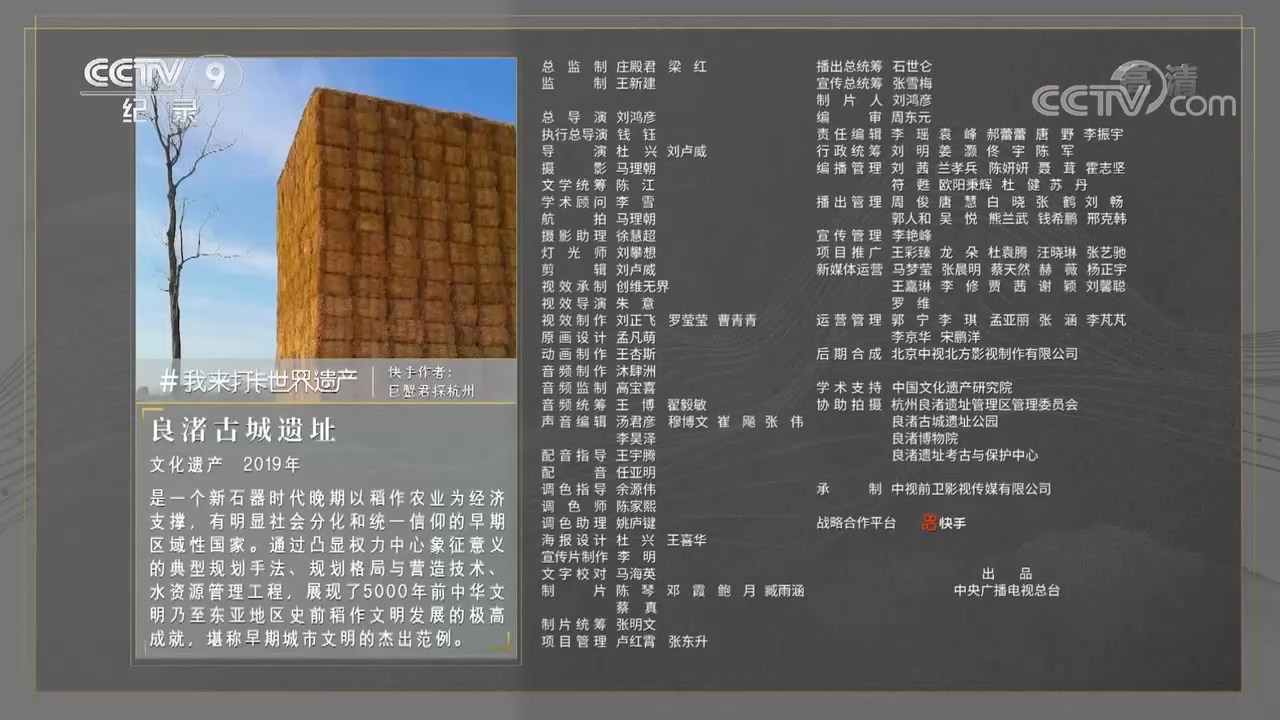 CCTV 9
纪录
高清
CCTV.com
#我来打卡世界遗产
快手作者：
巨蟹君探杭州
良渚古城遗址
文化遗产 2019年
是一个新石器时代晚期以稻作农业为经济
支撑，有明显社会分化和统一信仰的早期
区域性国家。通过凸显权力中心象征意义
的典型规划手法、规划格局与营造技术、
水资源管理工程，展现了5000年前中华文
明乃至东亚地区史前稻作文明发展的极高
成就，堪称早期城市文明的杰出范例。
总监制 庄殿君 梁红
监制 王新建
总导演 刘鸿彦
执行总导演 钱钰
导演 杜兴 刘卢威
摄影 马理朝
文学统筹 陈江
学术顾问 李雪
航拍 马理朝
摄影助理 徐慧超
灯光师 刘攀想
剪辑 刘卢威
视效承制 创维无界
视效导演 朱意
视效制作 刘正飞 罗莹莹 曹青青
原画设计 孟凡萌
动画制作 王杏斯
音频制作 沐肆洲
音频监制 高宝喜
音频统筹 王博 翟毅敏
声音编辑 汤君彦 穆博文 崔飚 张伟
李昊泽
配音指导 王宇腾
配音 任亚明
调色指导 余源伟
调色师 陈家熙
调色助理 姚庐键
海报设计 杜兴 王喜华
宣传片制作 李明
文字校对 马海英
制片 陈琴 邓霞 鲍月 臧雨涵
蔡真
制片统筹 张明文
项目管理 卢红霄 张东升
播出总统筹 石世仑
宣传总统筹 张雪梅
制片人 刘鸿彦
编审 周东元
责任编辑 李瑶 袁峰 郝蕾蕾 唐野 李振宇
行政统筹 刘明 姜灏 佟宇 陈军
编播管理 刘茜 兰孝兵 陈妍妍 聂茸 霍志坚
符甦 欧阳秉辉 杜健 苏丹
播出管理 周俊 唐慧 白晓 张鹤 刘畅
郭人和 吴悦 熊兰武 钱希鹏 邢克韩
宣传管理 李艳峰
项目推广 王彩臻 龙朵 杜袁腾 汪晓琳 张艺驰
新媒体运营 马梦莹 张晨明 蔡天然 赫薇 杨正宇
王嘉琳 李修 贾茜 谢颖 刘馨聪
罗维
运营管理 郭宁 李琪 孟亚丽 张涵 李芃芃
李京华 宋鹏洋
后期合成 北京中视北方影视制作有限公司
学术支持 中国文化遗产研究院
协助拍摄 杭州良渚遗址管理区管理委员会
良渚古城遗址公园
良渚博物院
良渚遗址考古与保护中心
承制 中视前卫影视传媒有限公司
战略合作平台 快手
出品
中央广播电视总台